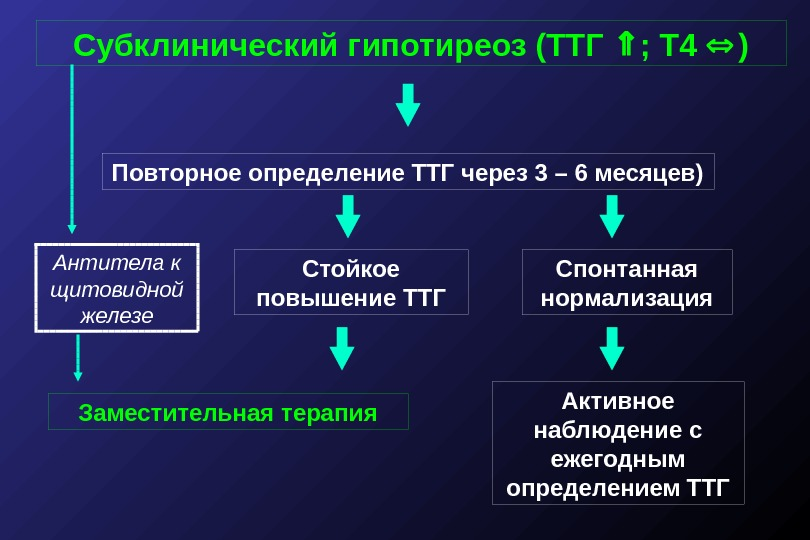 Субклинический гипотиреоз (ТТГ ⇑; Т4 ⇔)
Повторное определение ТТГ через 3 – 6 месяцев)
Антитела к
щитовидной
железе
Стойкое
повышение ТТГ
Спонтанная
нормализация
Заместительная терапия
Активное
наблюдение с
ежегодным
определением ТТГ